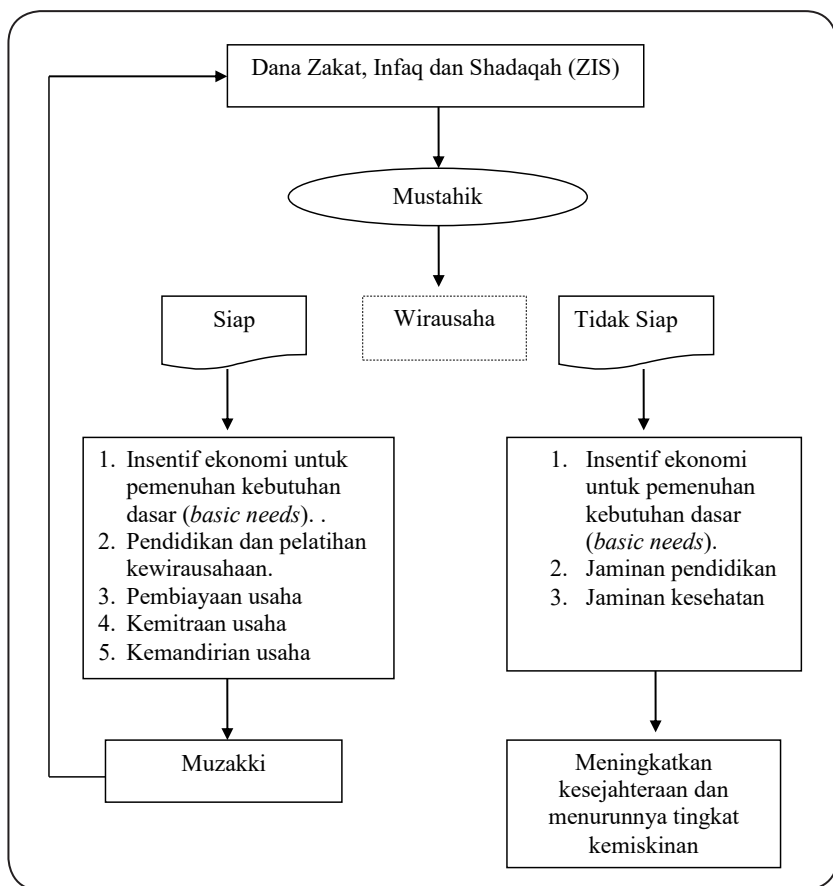 Dana Zakat, Infaq dan Shadaqah (ZIS)
Mustahik
Siap
Wirausaha
Tidak Siap
1. Insentif ekonomi untuk
pemenuhan kebutuhan
dasar (basic needs). .
2. Pendidikan dan pelatihan
kewirausahaan.
3. Pembiayaan usaha
4. Kemitraan usaha
5. Kemandirian usaha
1. Insentif ekonomi
untuk pemenuhan
kebutuhan dasar
(basic needs).
2. Jaminan pendidikan
3. Jaminan kesehatan
Muzakki
Meningkatkan
kesejahteraan dan
menurunnya tingkat
kemiskinan